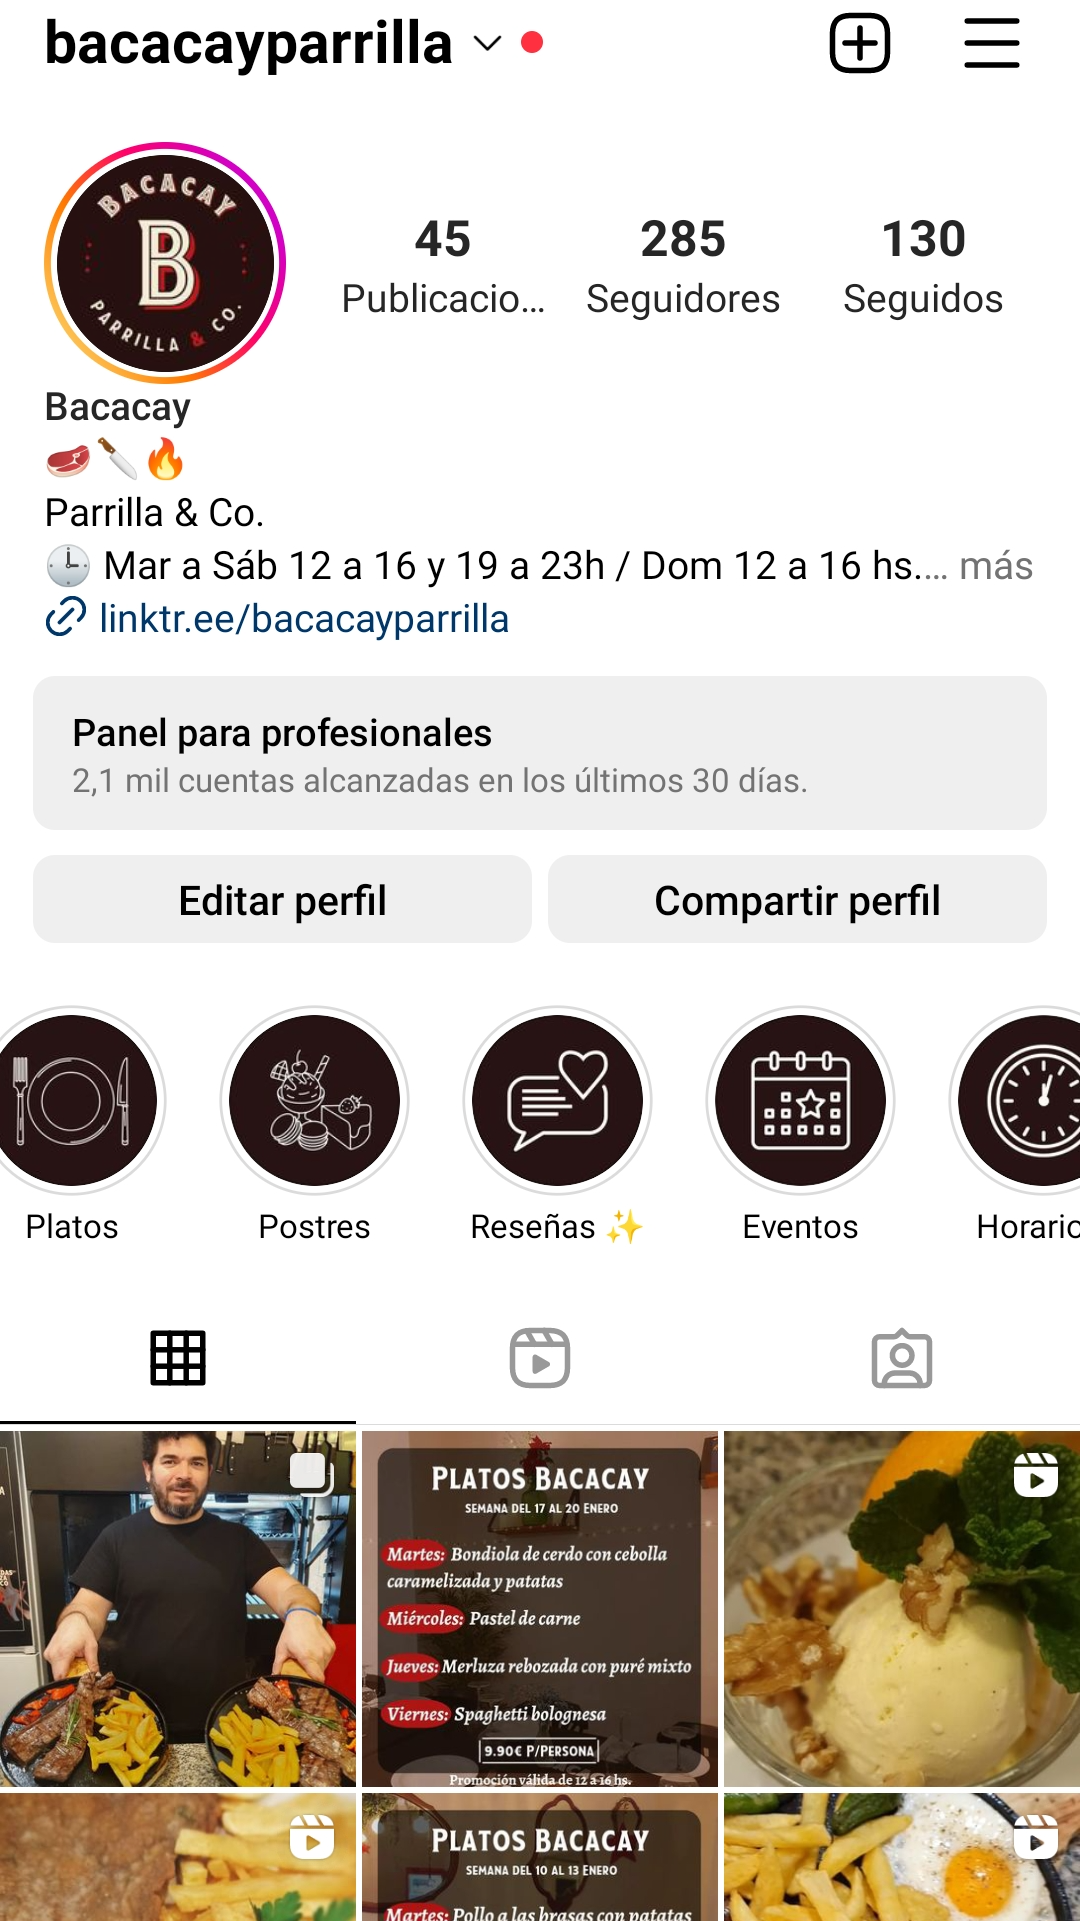 bacacayparrilla
BACACAY
B
PARRILLA & CO.
45
285
130
Publicacio...
Seguidores
Seguidos
Bacacay
🥩🔪🔥
Parrilla & Co.
🕒 Mar a Sáb 12 a 16 y 19 a 23h / Dom 12 a 16 hs.... más
linktr.ee/bacacayparrilla
Panel para profesionales
2,1 mil cuentas alcanzadas en los últimos 30 días.
Editar perfil
Compartir perfil
Platos
Postres
Reseñas ✨
Eventos
Horario
PLATOS BACACAY
SEMANA DEL 17 AL 20 ENERO
Martes: Bondiola de cerdo con cebolla
caramelizada y patatas
Miércoles: Pastel de carne
Jueves: Merluza rebozada con puré mixto
Viernes: Spaghetti bolognesa
9.90€ P/PERSONA
Promoción válida de 12 a 16 hs.
PLATOS BACACAY
SEMANA DEL 10 AL 13 ENERO
Martes: Pollo a las brasas con patatas